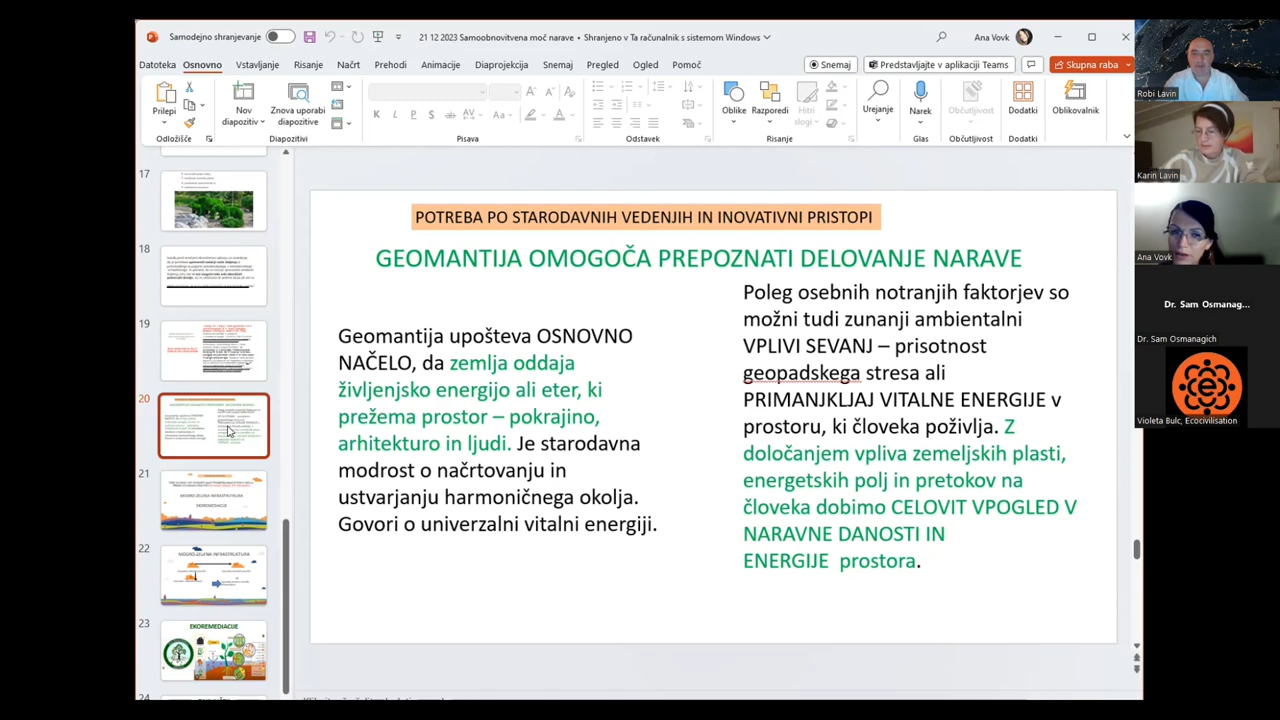 Samodejno shranjevanje
21 12 2023 Samoobnovitvena moč narave • Shranjeno v Ta računalnik s sistemom Windows
Ana Vovk
Datoteka Osnovno Vstavljanje Risanje Načrt Prehodi Animacije Diaprojekcija Snemaj Pregled Ogled Pomoč
Snemaj Predstavljajte v aplikaciji Teams Skupna raba
Prilepi
Nov diapozitiv
Znova uporabi diapozitive
Oblike Razporedi Hitri slogi
Urejanje
Narek
Občutljivost
Dodatki
Oblikovalnik
Odložišče Diapozitivi Pisava Odstavek Risanje Glas Občutljivost Dodatki
17
18
19
20
21
22
MODRO-ZELENA INFRASTRUKTURA
23
EKOREMEDIACIJE
24
POTREBA PO STARODAVNIH VEDENJIH IN INOVATIVNI PRISTOPI
GEOMANTIJA OMOGOČA PREPOZNATI DELOVANJE NARAVE
Geomantija upošteva OSNOVNO
NAČELO, da zemlja oddaja
življenjsko energijo ali eter, ki
prežema prostor – pokrajino,
arhitekturo in ljudi. Je starodavna
modrost o načrtovanju in
ustvarjanju harmoničnega okolja.
Govori o univerzalni vitalni energiji.
Poleg osebnih notranjih faktorjev so
možni tudi zunanji ambientalni
VPLIVI SEVANJ – prisotnost
geopadskega stresa ali
PRIMANJKLJAJ VITALNE ENERGIJE v
prostoru, ki človeka poživlja. Z
določanjem vpliva zemeljskih plasti,
energetskih polj in pretokov na
človeka dobimo CELOVIT VPOGLED V
NARAVNE DANOSTI IN
ENERGIJE prostora.
Robi Lavin
Karin Lavin
Ana Vovk
Dr. Sam Osmanag...
Dr. Sam Osmanagich
Violeta Bulc, Ecocivilisation